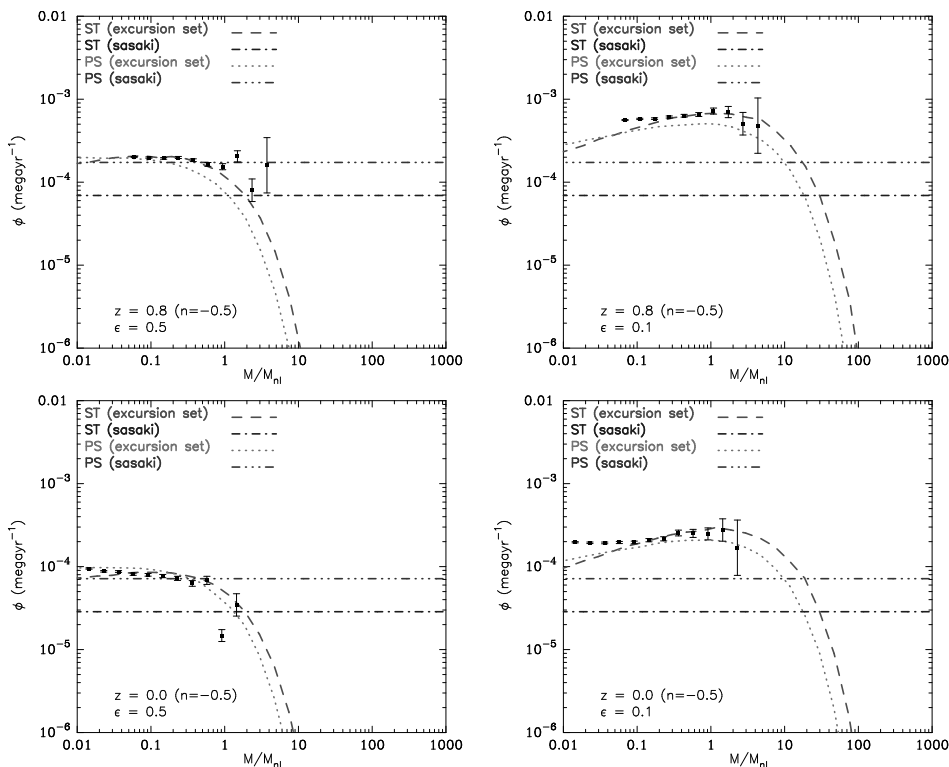 0.01
ST (excursion set)
ST (sasaki)
PS (excursion set)
PS (sasaki)
10⁻³
10⁻⁴
10⁻⁵
10⁻⁶
ϕ (megayr⁻¹)
z = 0.8 (n=−0.5)
ϵ = 0.5
0.01 0.1 1 10 100 1000
M/Mₙₗ
0.01
ST (excursion set)
ST (sasaki)
PS (excursion set)
PS (sasaki)
10⁻³
10⁻⁴
10⁻⁵
10⁻⁶
ϕ (megayr⁻¹)
z = 0.8 (n=−0.5)
ϵ = 0.1
0.01 0.1 1 10 100 1000
M/Mₙₗ
0.01
ST (excursion set)
ST (sasaki)
PS (excursion set)
PS (sasaki)
10⁻³
10⁻⁴
10⁻⁵
10⁻⁶
ϕ (megayr⁻¹)
z = 0.0 (n=−0.5)
ϵ = 0.5
0.01 0.1 1 10 100 1000
M/Mₙₗ
0.01
ST (excursion set)
ST (sasaki)
PS (excursion set)
PS (sasaki)
10⁻³
10⁻⁴
10⁻⁵
10⁻⁶
ϕ (megayr⁻¹)
z = 0.0 (n=−0.5)
ϵ = 0.1
0.01 0.1 1 10 100 1000
M/Mₙₗ